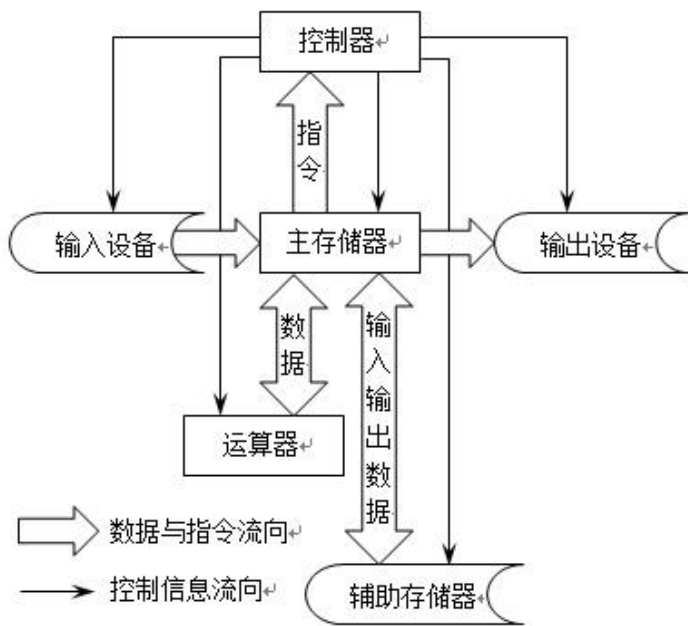 控制器
指令
输入设备
主存储器
输出设备
数据
输入输出数据
运算器
数据与指令流向
控制信息流向
辅助存储器